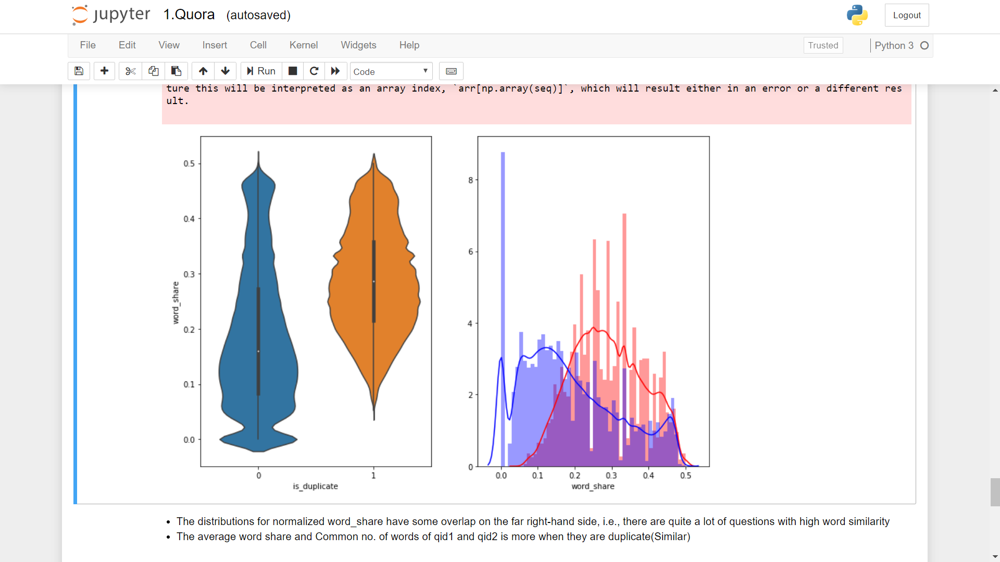 jupyter 1.Quora (autosaved)
Logout
File Edit View Insert Cell Kernel Widgets Help
Trusted
Python 3
Run
Code
ture this will be interpreted as an array index, `arr[np.array(seq)]`, which will result either in an error or a different res
ult.
0.5
0.4
0.3
0.2
0.1
0.0
word_share
0 1
is_duplicate
8
6
4
2
0
0.0 0.1 0.2 0.3 0.4 0.5
word_share
• The distributions for normalized word_share have some overlap on the far right-hand side, i.e., there are quite a lot of questions with high word similarity
• The average word share and Common no. of words of qid1 and qid2 is more when they are duplicate(Similar)